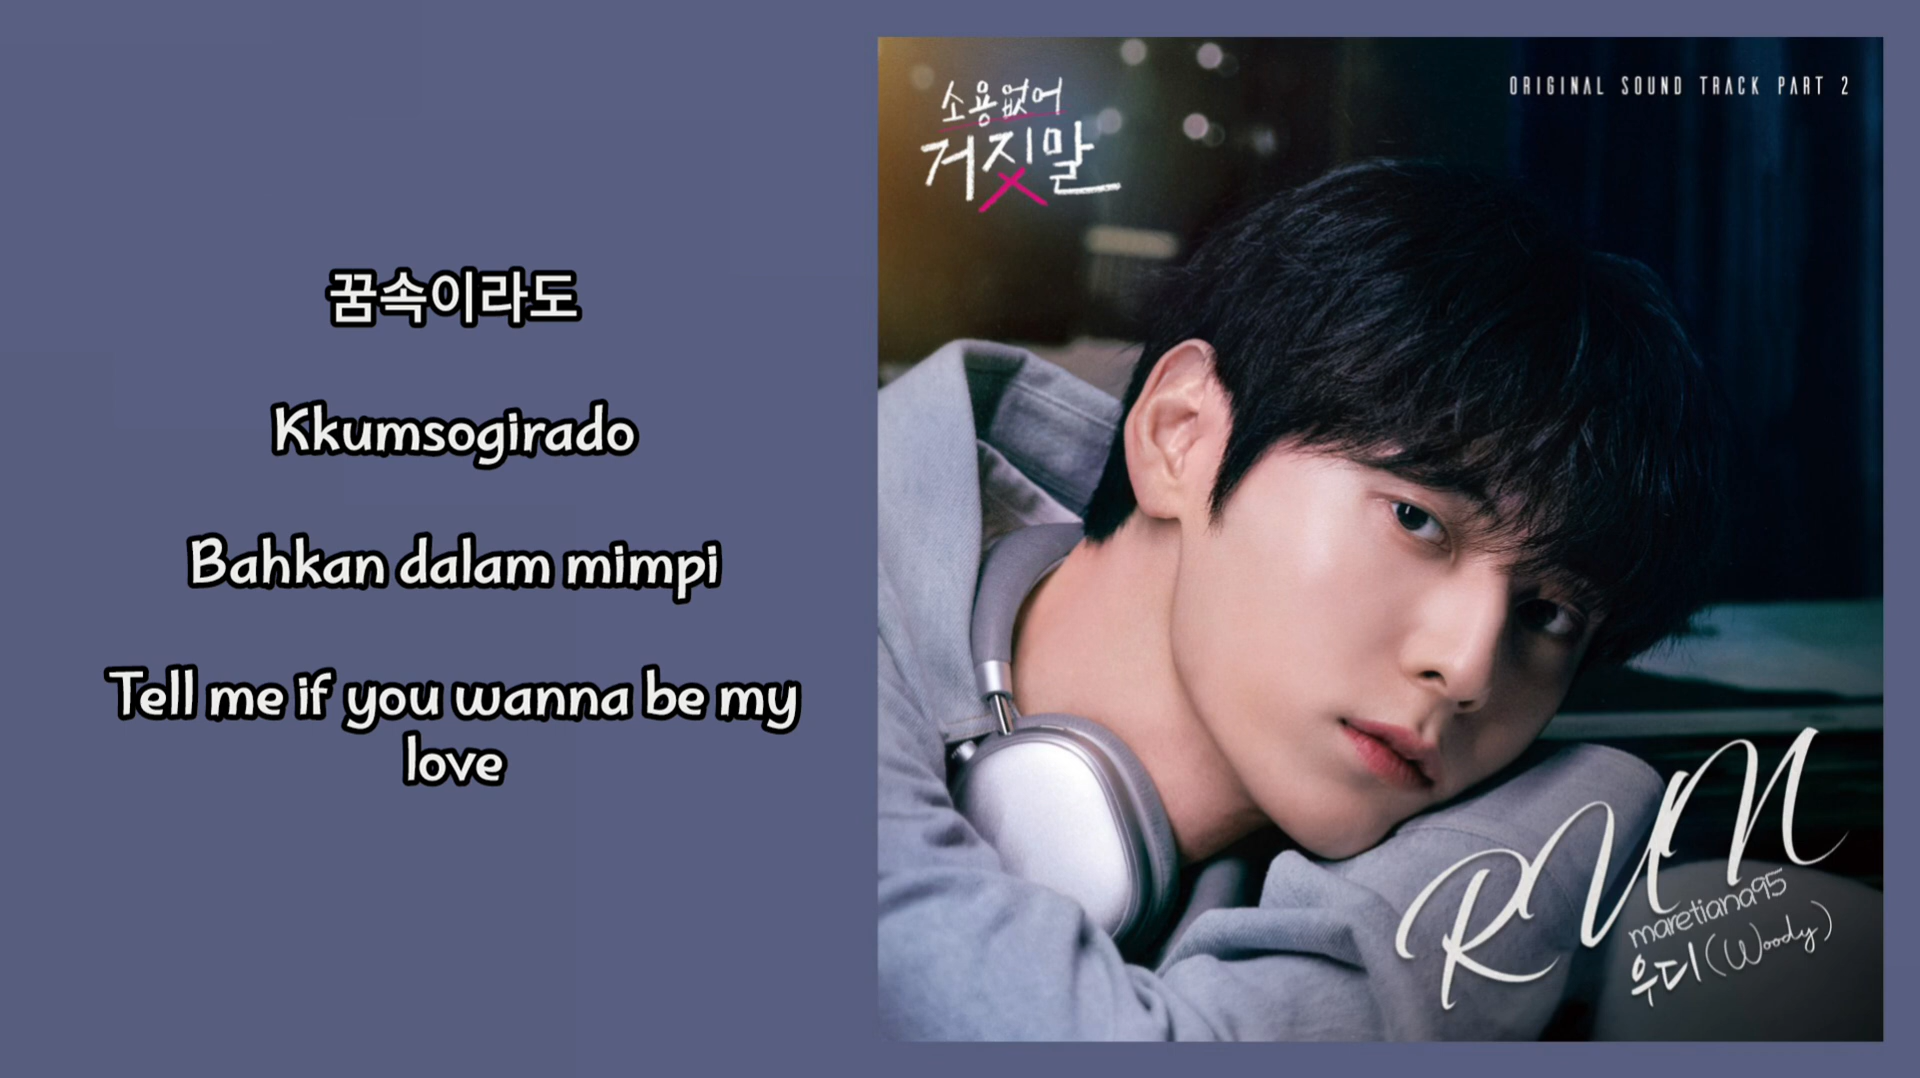 꿈속이라도
Kkumsogirado
Bahkan dalam mimpi
Tell me if you wanna be my
love
소용없어
거짓말
ORIGINAL SOUND TRACK PART 2
RUN
maretiana95
우디(Woody)